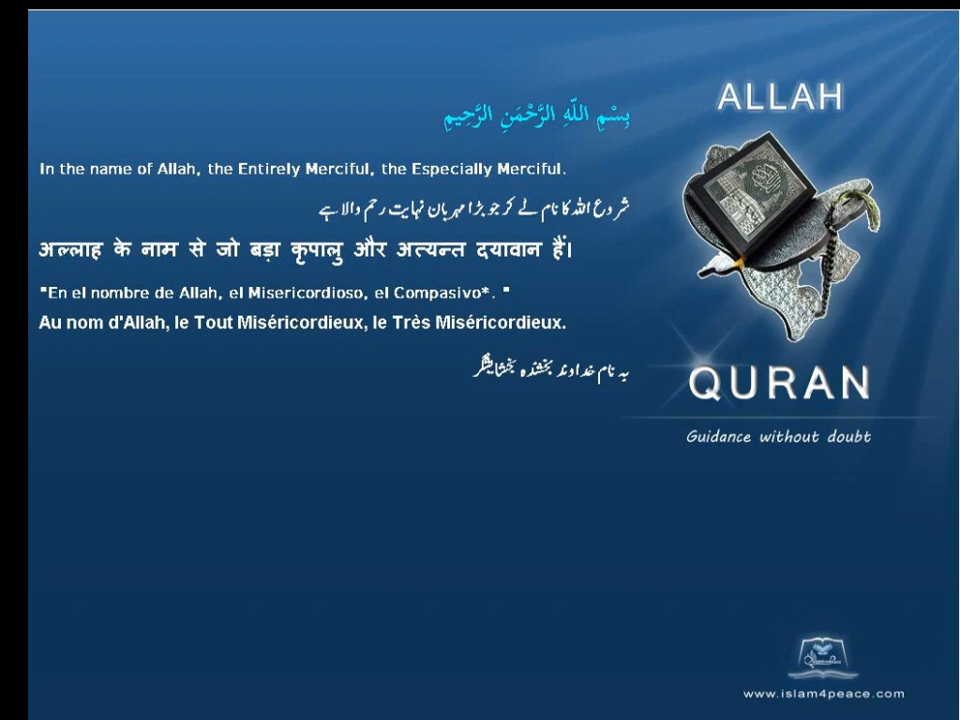 بِسْمِ اللَّهِ الرَّحْمَنِ الرَّحِيمِ
In the name of Allah, the Entirely Merciful, the Especially Merciful.
شروع الله کا نام لے کر جو بڑا مہربان نہایت رحم والا ہے
अल्लाह के नाम से जो बड़ा कृपालु और अत्यन्त दयावान हैं।
"En el nombre de Allah, el Misericordioso, el Compasivo*. "
Au nom d'Allah, le Tout Miséricordieux, le Très Miséricordieux.
به نام خداوند بخشنده بخشایشگر
ALLAH
QURAN
Guidance without doubt
www.islam4peace.com